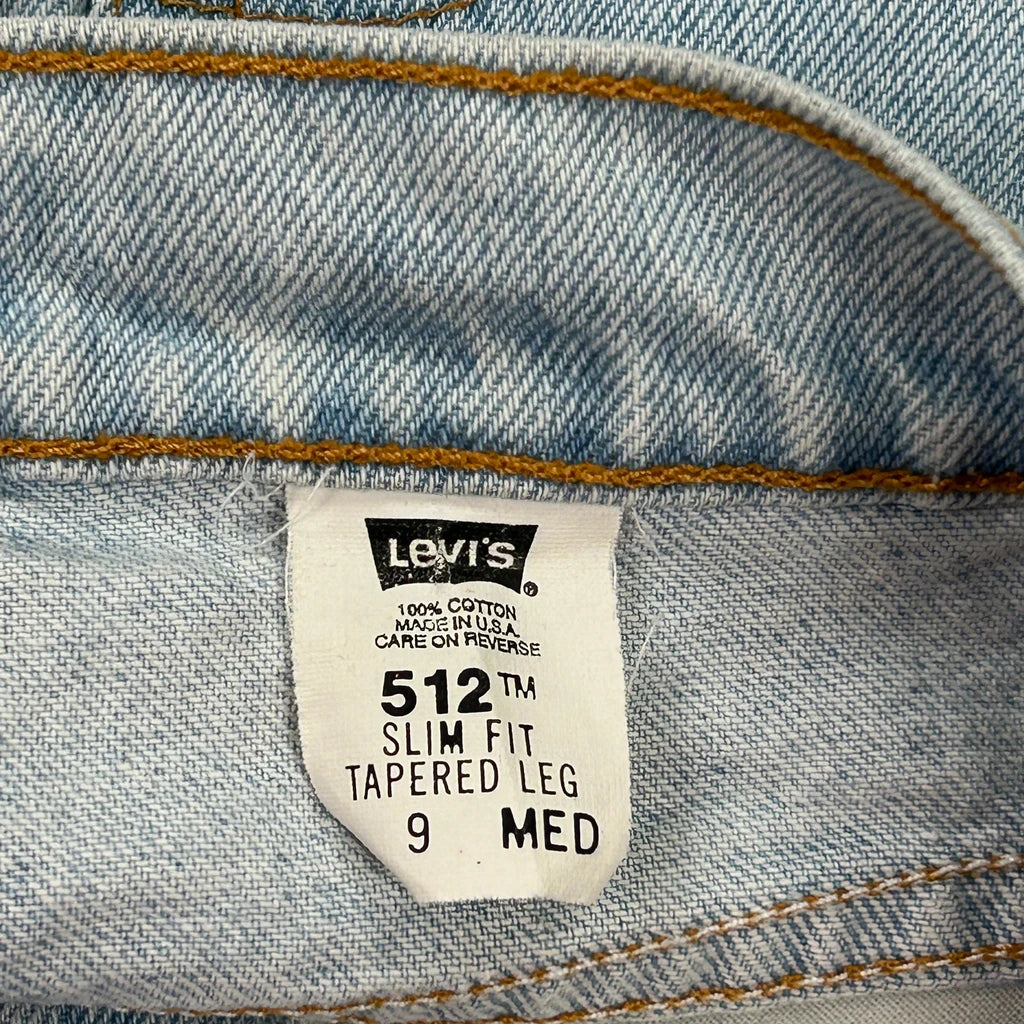 Levi's®
100% COTTON
MADE IN U.S.A.
CARE ON REVERSE
512™
SLIM FIT
TAPERED LEG
9 MED